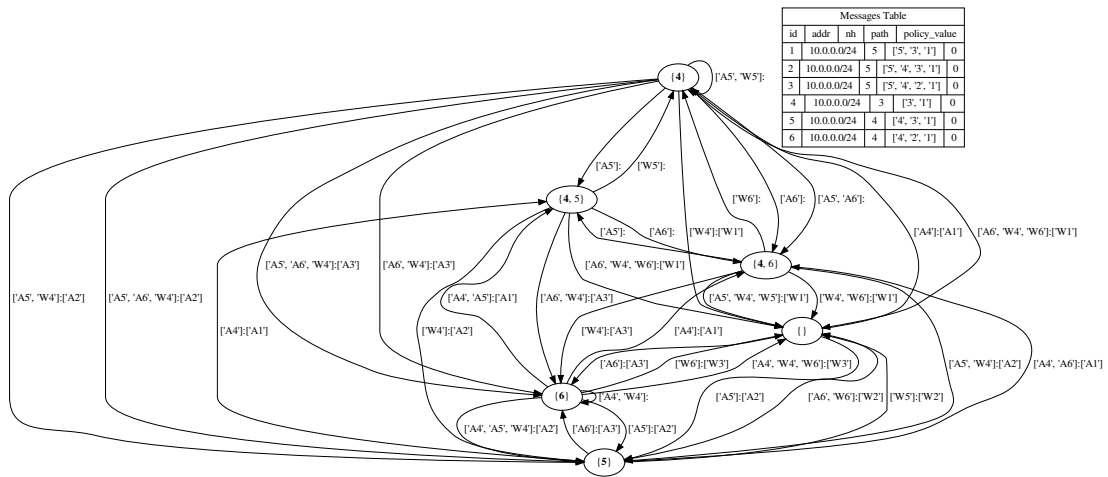 Messages Table
id addr nh path policy_value
1 10.0.0.0/24 5 ['5', '3', '1'] 0
2 10.0.0.0/24 5 ['5', '4', '3', '1'] 0
3 10.0.0.0/24 5 ['5', '4', '2', '1'] 0
4 10.0.0.0/24 3 ['3', '1'] 0
5 10.0.0.0/24 4 ['4', '3', '1'] 0
6 10.0.0.0/24 4 ['4', '2', '1'] 0
{4}
['A5', 'W5']:
['A5']: ['W5']:
['W6']: ['A6']: ['A5', 'A6']:
{4, 5}
['A5']: ['A6']: ['W4']:['W1'] ['A4']:[A1'] ['A6', 'W4', 'W6']:[W1']
{4, 6}
['A5', 'A6', 'W4']:[A3'] ['A6', 'W4']:[A3'] ['A6', 'W4', 'W6']:[W1']
['A5', 'W4']:[A2'] ['A5', 'A6', 'W4']:[A2'] ['A4', 'A5']:[A1'] ['A6', 'W4']:[A3'] ['A5', 'W4', 'W5']:[W1'] ['W4', 'W6']:[W1']
['A4']:[A1'] ['W4']:[A2'] ['W4']:[A3'] ['A4']:[A1'] {}
['A6']:[A3'] ['W6']:[W3'] ['A4', 'W4', 'W6']:[W3'] ['A5', 'W4']:[A2'] ['A4', 'A6']:[A1']
{6} ['A4', 'W4']: ['A5']:[A2'] ['A6', 'W6']:[W2'] ['W5']:[W2']
['A4', 'A5', 'W4']:[A2'] ['A6']:[A3'] ['A5']:[A2']
{5}